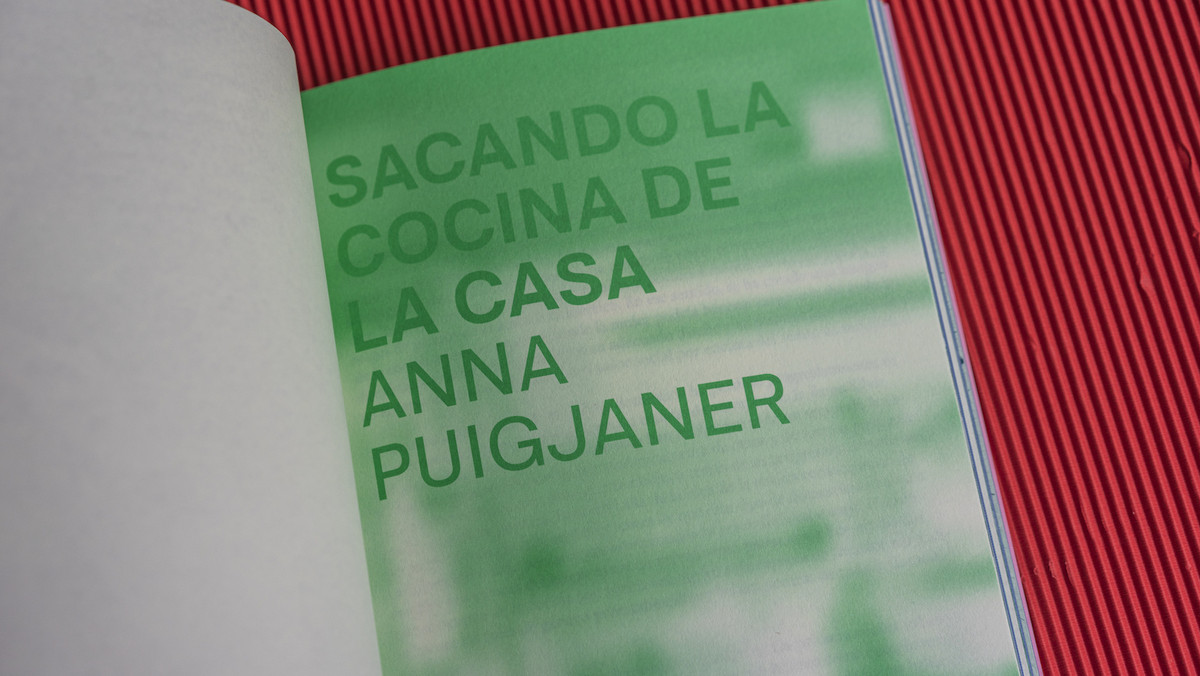 SACANDO LA
COCINA DE
LA CASA
ANNA
PUIGJANER